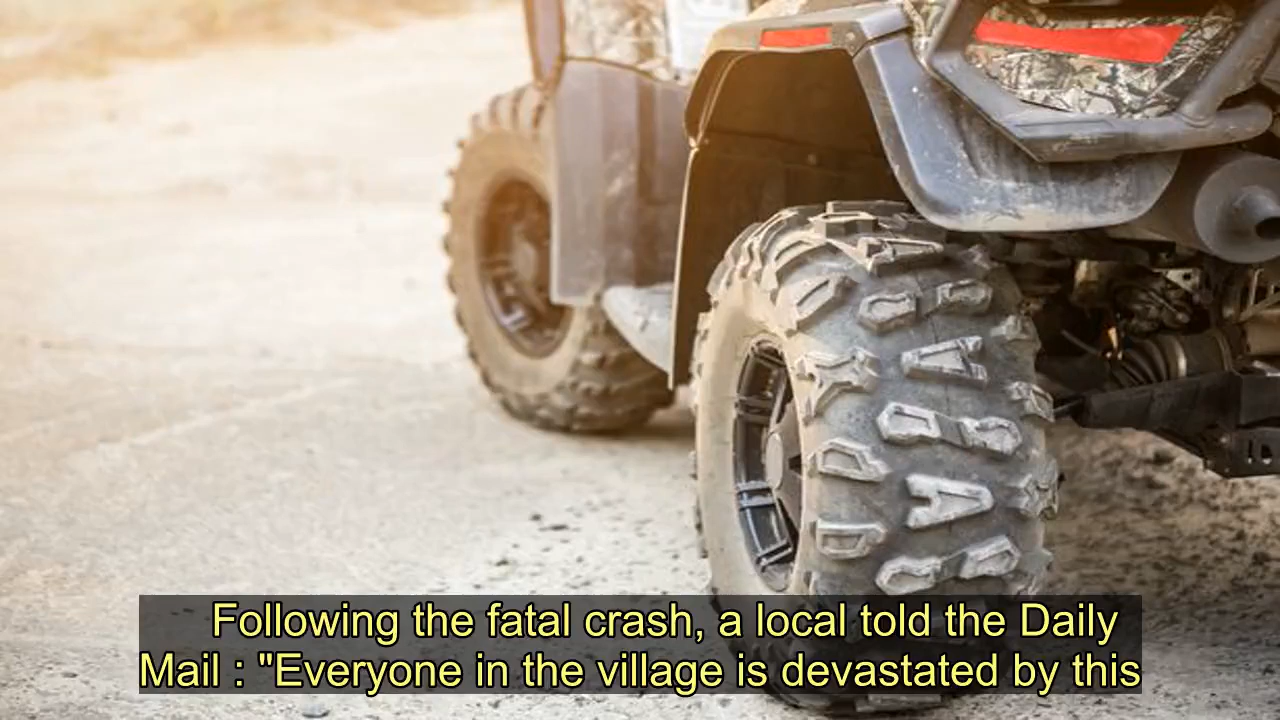 Following the fatal crash, a local told the Daily
Mail : "Everyone in the village is devastated by this